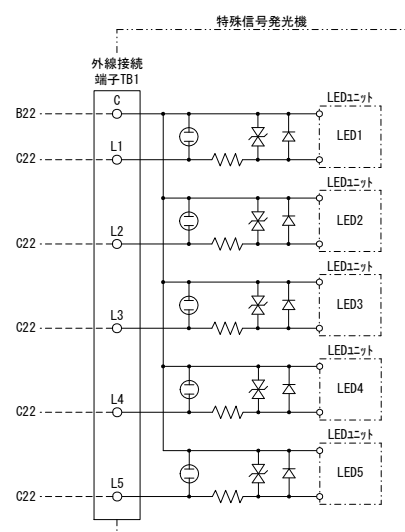 特殊信号発光機
外線接続
端子TB1
C
LEDユニット
B22
LED1
L1
C22
LEDユニット
LED2
L2
C22
LEDユニット
LED3
L3
C22
LEDユニット
LED4
L4
C22
LEDユニット
LED5
L5
C22